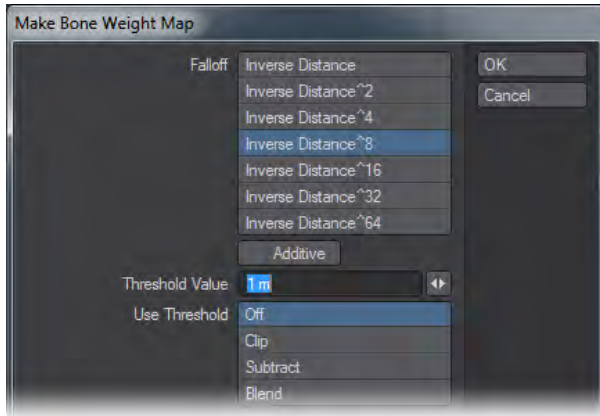 Make Bone Weight Map
Falloff Inverse Distance OK
Inverse Distance^2 Cancel
Inverse Distance^4
Inverse Distance^8
Inverse Distance^16
Inverse Distance^32
Inverse Distance^64
Additive
Threshold Value 1 m
Use Threshold Off
Clip
Subtract
Blend